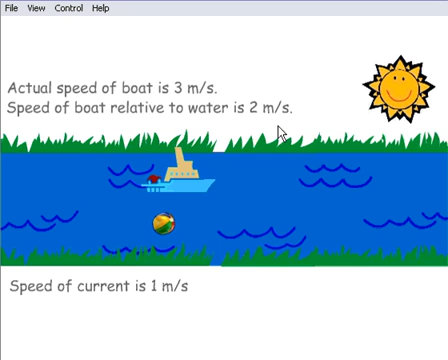 File View Control Help
Actual speed of boat is 3 m/s.
Speed of boat relative to water is 2 m/s.
Speed of current is 1 m/s